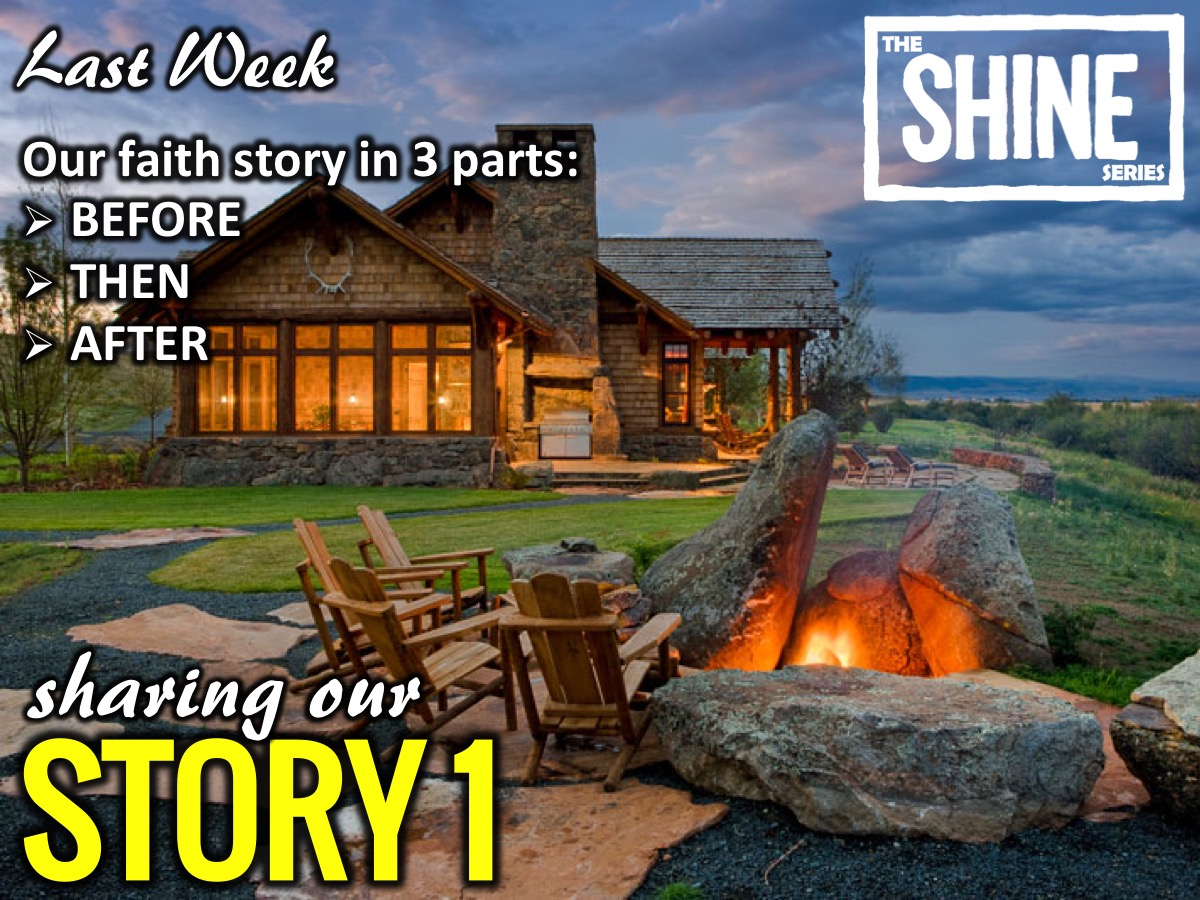 Last Week
THE
SHINE
SERIES
Our faith story in 3 parts:
➢ BEFORE
➢ THEN
➢ AFTER
sharing our
STORY 1